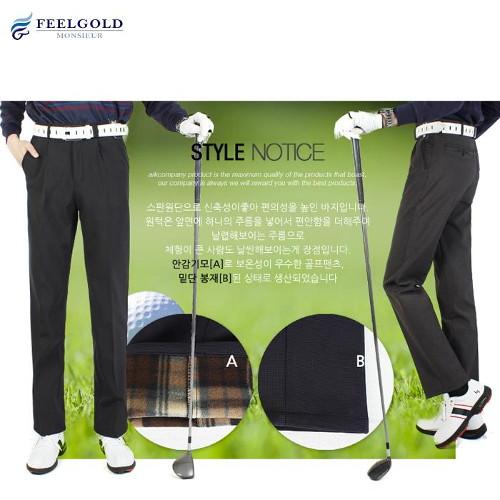 FEELGOLD
MONSIEUR
STYLE NOTICE
aikcompany product is the maximum quality of the products that boast,
our company is always we will reward you with the best products.
스판원단으로 신축성이좋아 편의성을 높인 바지입니다.
원턱은 앞면에 하나의 주름을 넣어서 편안함을 더해주며
날렵해보이는 주름으로
체형이 큰 사람도 날씬해보이는게 장점입니다.
안감기모[A]로 보온성이 우수한 골프팬츠,
밑단 봉재[B]된 상태로 생산되었습니다
A
B